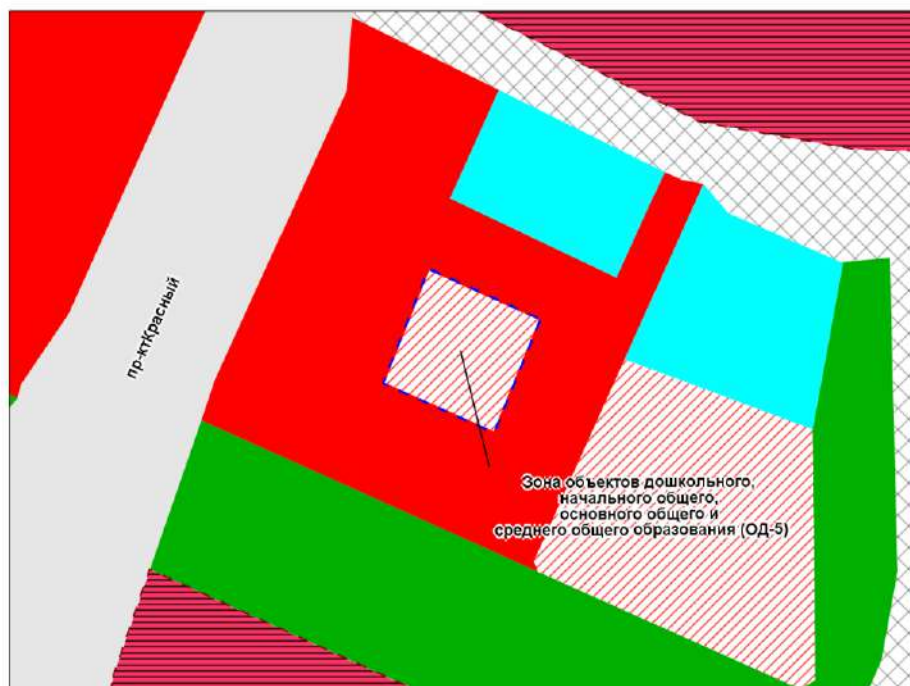 пр-ктКрасный
Зона объектов дошкольного,
начального общего,
основного общего и
среднего общего образования (ОД-5)